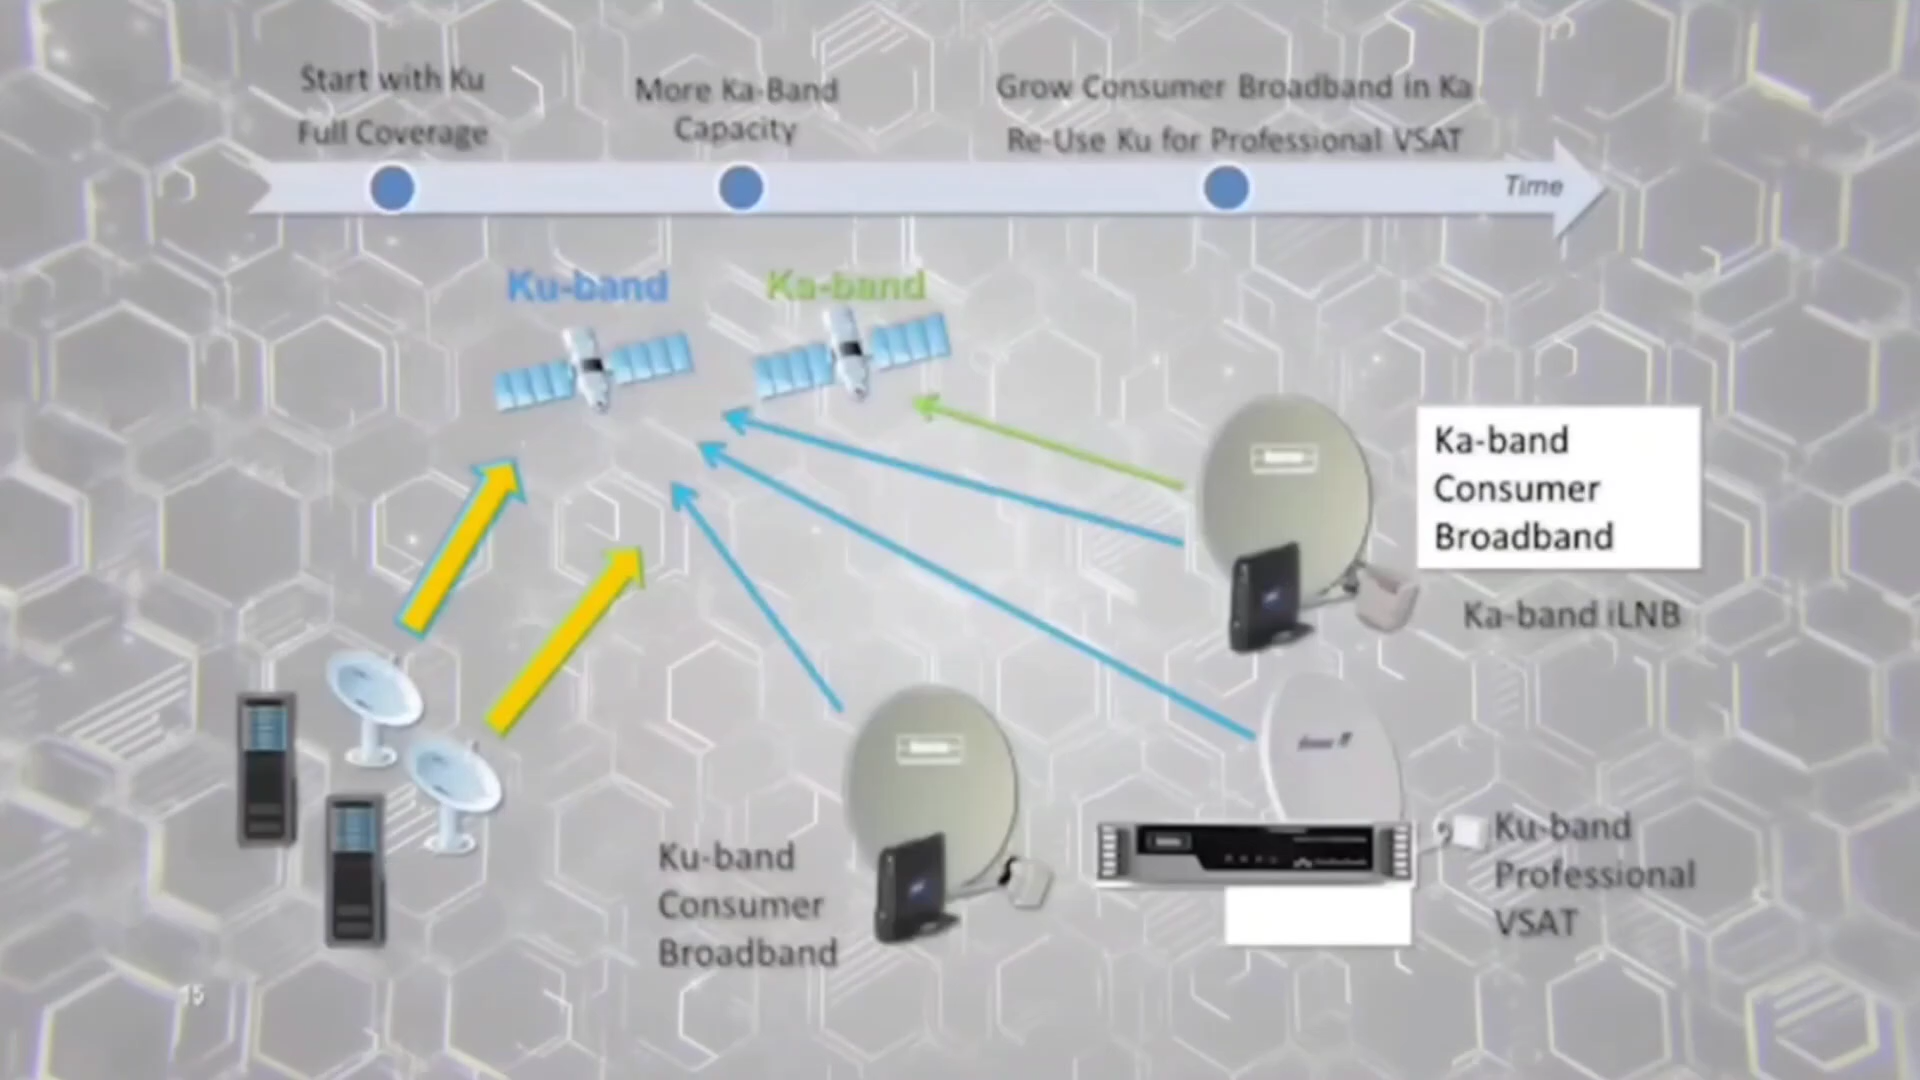 Start with Ku
Full Coverage
More Ka-Band
Capacity
Grow Consumer Broadband in Ka
Re-Use Ku for Professional VSAT
Time
Ku-band
Ka-band
Ka-band
Consumer
Broadband
Ka-band iLNB
Ku-band
Consumer
Broadband
Ku-band
Professional
VSAT
15